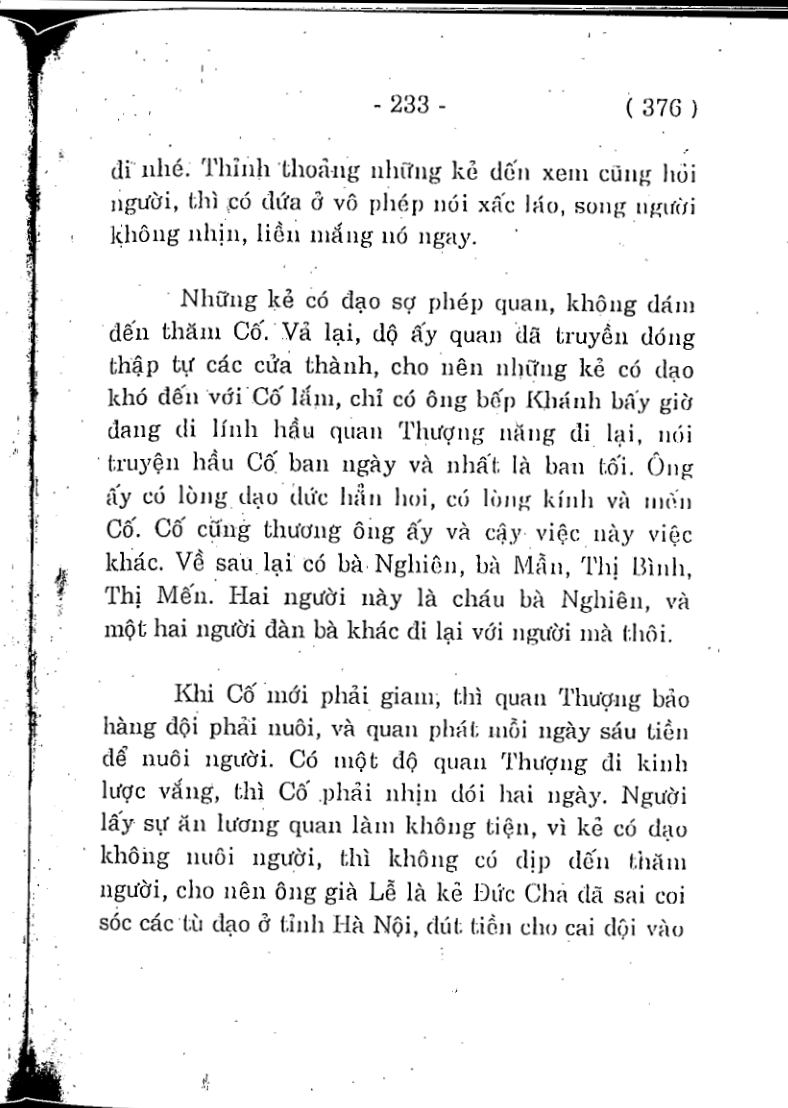 - 233 -
( 376 )
đi nhé. Thỉnh thoảng những kẻ đến xem cũng hỏi
người, thì có đứa ở vô phép nói xấc láo, song người
không nhịn, liền mắng nó ngay.
Những kẻ có đạo sợ phép quan, không dám
đến thăm Cố. Vả lại, độ ấy quan đã truyền đóng
thập tự các cửa thành, cho nên những kẻ có đạo
khó đến với Cố lắm, chỉ có ông bếp Khánh bấy giờ
đang đi lính hầu quan Thượng năng đi lại, nói
truyện hầu Cố ban ngày và nhất là ban tối. Ông
ấy có lòng đạo đức hẳn hoi, có lòng kính và mến
Cố. Cố cũng thương ông ấy và cậy việc này việc
khác. Về sau lại có bà Nghiên, bà Mẫn, Thị Bình,
Thị Mến. Hai người này là cháu bà Nghiên, và
một hai người đàn bà khác đi lại với người mà thôi.
Khi Cố mới phải giam, thì quan Thượng bảo
hàng đội phải nuôi, và quan phát mỗi ngày sáu tiền
để nuôi người. Có một độ quan Thượng đi kinh
lược vắng, thì Cố phải nhịn đói hai ngày. Người
lấy sự ăn lương quan làm không tiện, vì kẻ có đạo
không nuôi người, thì không có dịp đến thăm
người, cho nên ông già Lễ là kẻ Đức Cha đã sai coi
sóc các tù đạo ở tỉnh Hà Nội, đút tiền cho cai đội vào